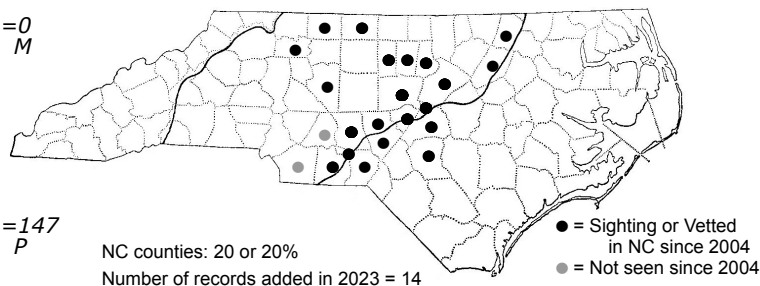 =0
M
=147
P
NC counties: 20 or 20%
Number of records added in 2023 = 14
= Sighting or Vetted
in NC since 2004
= Not seen since 2004